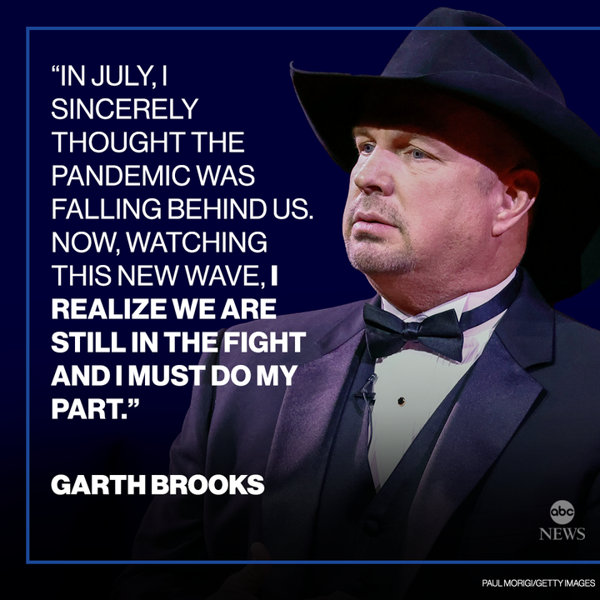 “IN JULY, I
SINCERELY
THOUGHT THE
PANDEMIC WAS
FALLING BEHIND US.
NOW, WATCHING
THIS NEW WAVE, I
REALIZE WE ARE
STILL IN THE FIGHT
AND I MUST DO MY
PART.”
GARTH BROOKS
abc
NEWS
PAUL MORIGI/GETTY IMAGES